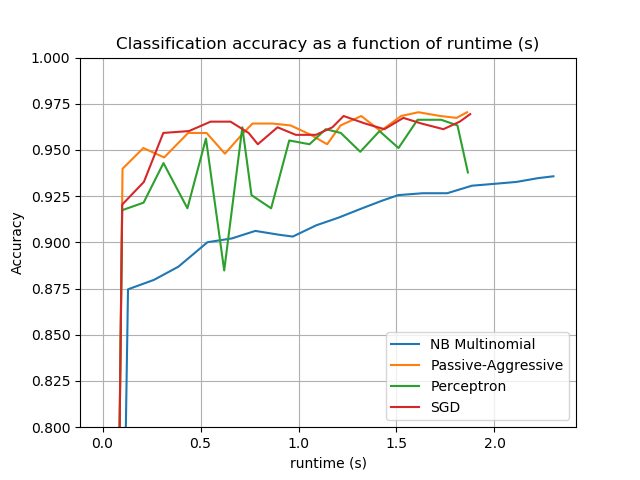 Classification accuracy as a function of runtime (s)
1.000
0.975
0.950
0.925
0.900
0.875
0.850
0.825
0.800
Accuracy
NB Multinomial
Passive-Aggressive
Perceptron
SGD
0.0 0.5 1.0 1.5 2.0
runtime (s)